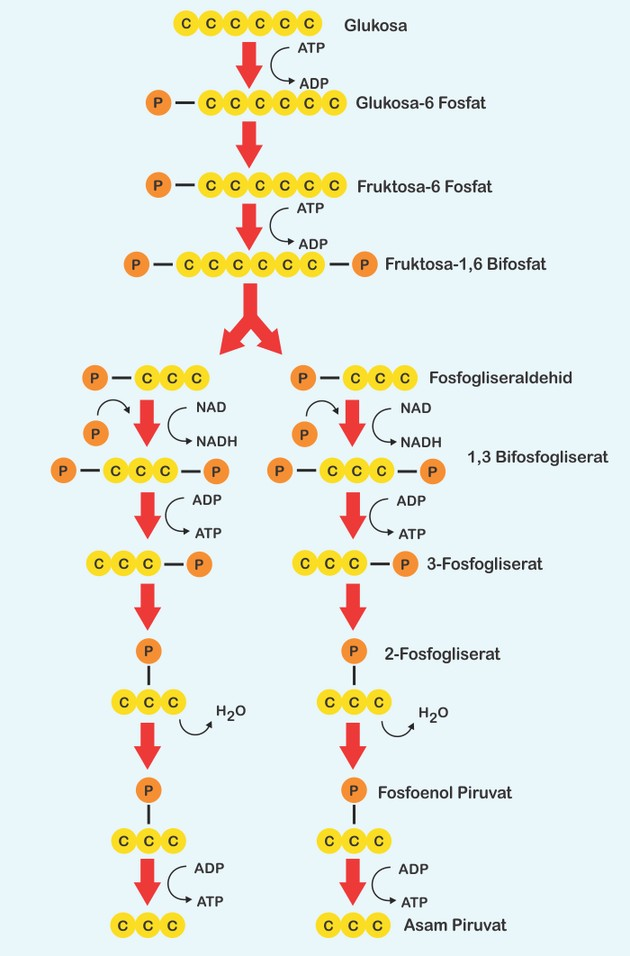 C C C C C C Glukosa
ATP
ADP
P C C C C C C Glukosa-6 Fosfat
P C C C C C C Fruktosa-6 Fosfat
ATP
ADP
P C C C C C C P Fruktosa-1,6 Bifosfat
P C C C P C C C Fosfogliseraldehid
NAD NAD
P P
NADH NADH
1,3 Bifosfogliserat
P C C C P P C C C P
ADP ADP
ATP ATP
C C C P C C C P 3-Fosfogliserat
P P 2-Fosfogliserat
C C C C C C
H2O H2O
P P Fosfoenol Piruvat
C C C C C C
ADP ADP
ATP ATP
C C C C C C Asam Piruvat